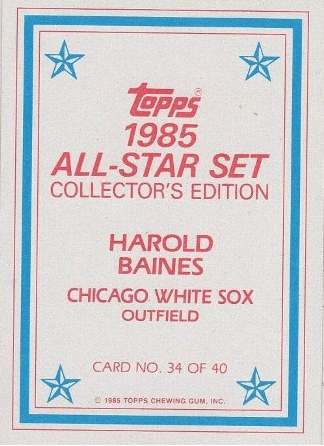 Topps®
1985
ALL-STAR SET
COLLECTOR'S EDITION
HAROLD
BAINES
CHICAGO WHITE SOX
OUTFIELD
CARD NO. 34 OF 40
© 1985 TOPPS CHEWING GUM, INC.